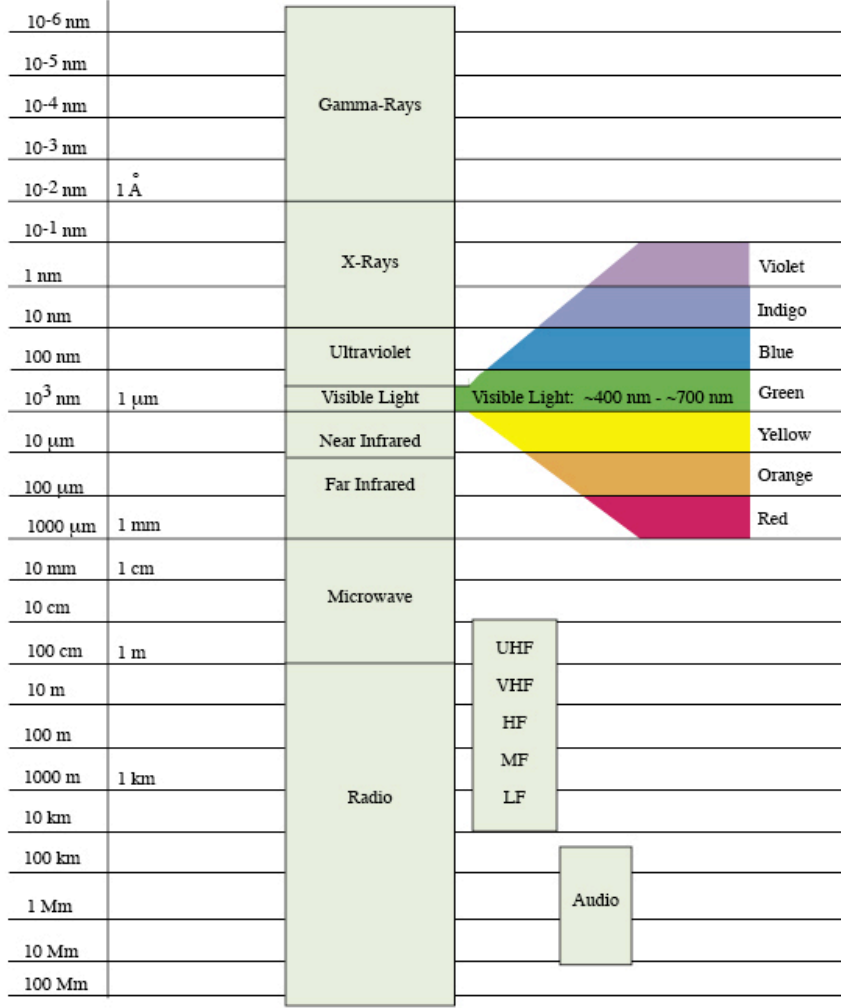 10-6 nm
10-5 nm
10-4 nm
Gamma-Rays
10-3 nm
10-2 nm 1 Å
10-1 nm
X-Rays
Violet
1 nm
Indigo
10 nm
Ultraviolet
Blue
100 nm
103 nm 1 μm Visible Light Visible Light: ~400 nm - ~700 nm Green
Yellow
10 μm Near Infrared
Orange
100 μm Far Infrared
Red
1000 μm 1 mm
10 mm 1 cm
Microwave
10 cm
100 cm 1 m UHF
10 m VHF
HF
100 m
MF
1000 m 1 km
Radio LF
10 km
100 km
Audio
1 Mm
10 Mm
100 Mm